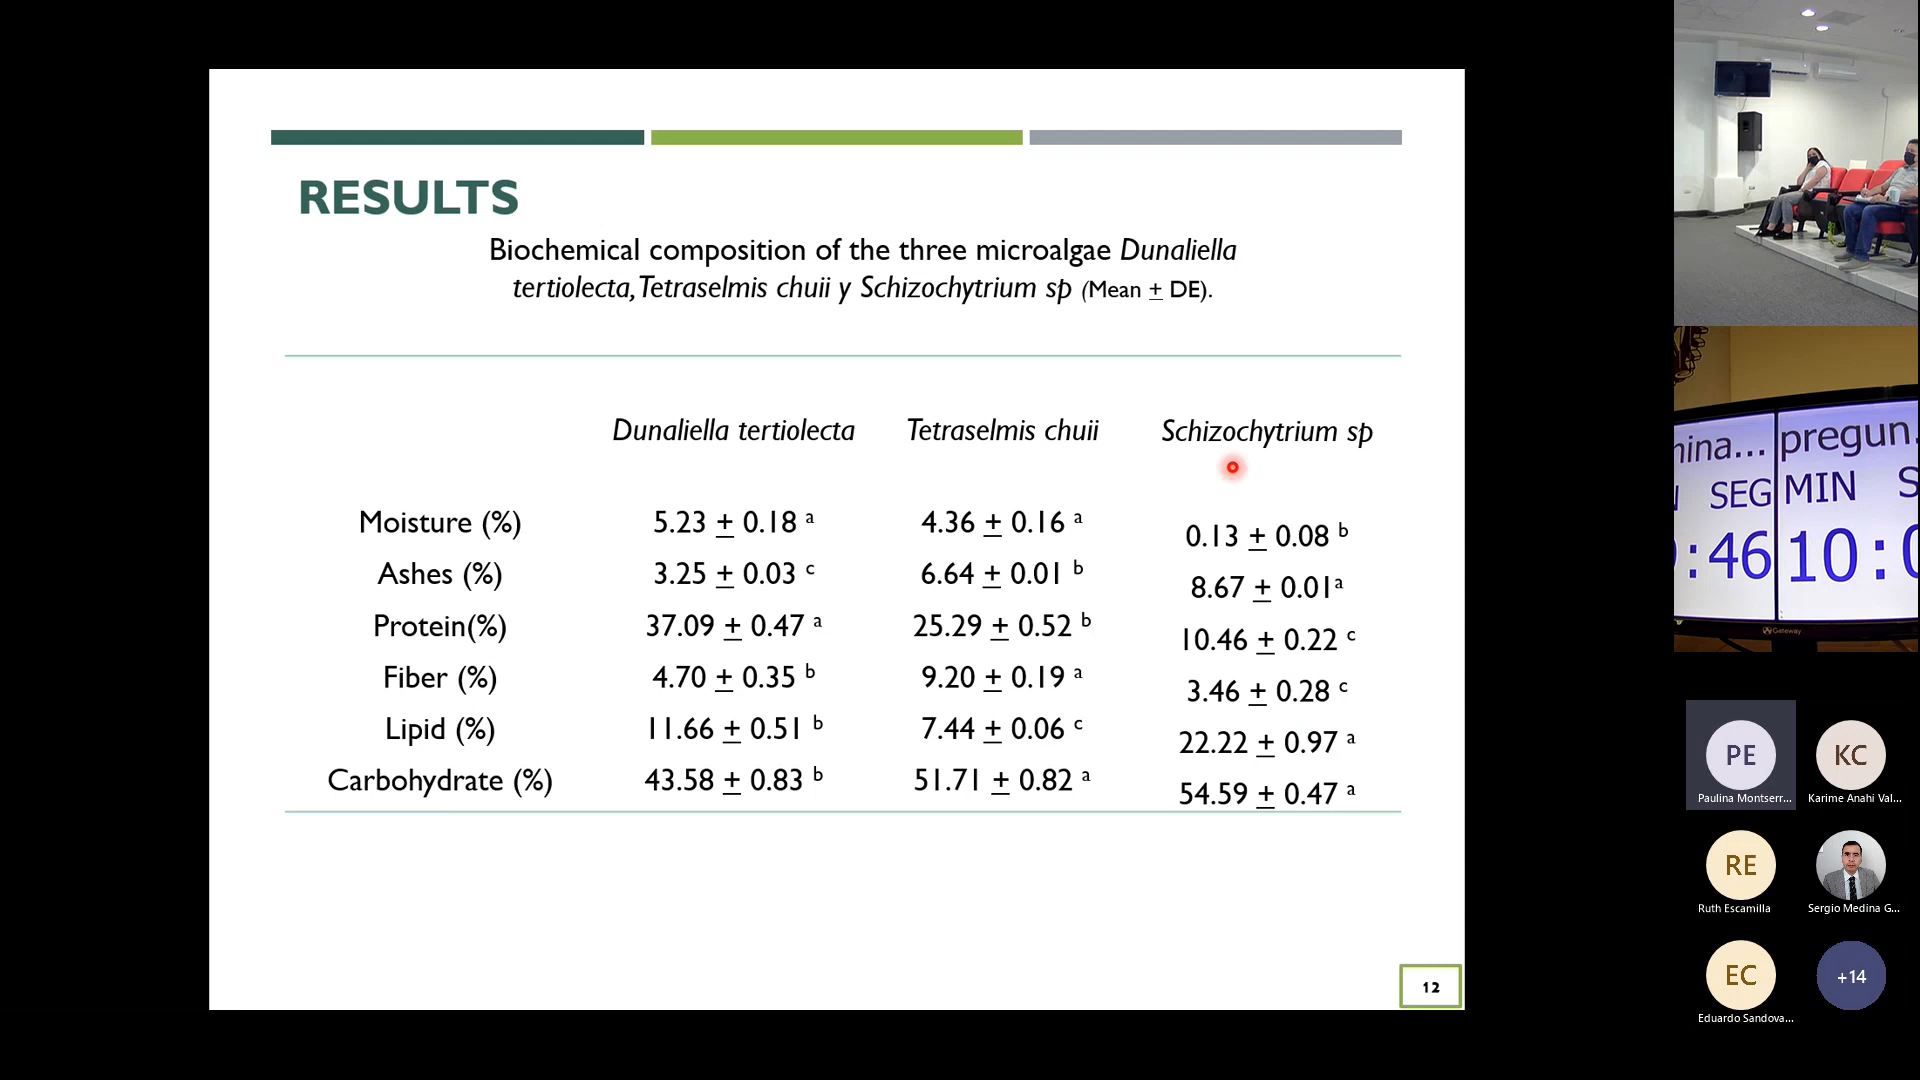 RESULTS
Biochemical composition of the three microalgae Dunaliella
tertiolecta, Tetraselmis chuii y Schizochytrium sp (Mean ± DE).
Dunaliella tertiolecta Tetraselmis chuii Schizochytrium sp
Moisture (%) 5.23 ± 0.18 a 4.36 ± 0.16 a 0.13 ± 0.08 b
Ashes (%) 3.25 ± 0.03 c 6.64 ± 0.01 b 8.67 ± 0.01a
Protein(%) 37.09 ± 0.47 a 25.29 ± 0.52 b 10.46 ± 0.22 c
Fiber (%) 4.70 ± 0.35 b 9.20 ± 0.19 a 3.46 ± 0.28 c
Lipid (%) 11.66 ± 0.51 b 7.44 ± 0.06 c 22.22 ± 0.97 a
Carbohydrate (%) 43.58 ± 0.83 b 51.71 ± 0.82 a 54.59 ± 0.47 a
12
ina... pregun.
SEG MIN S
:46 10:0
Gateway
PE KC
Paulina Montserr... Karime Anahi Val...
RE
Ruth Escamilla Sergio Medina G...
EC +14
Eduardo Sandova...